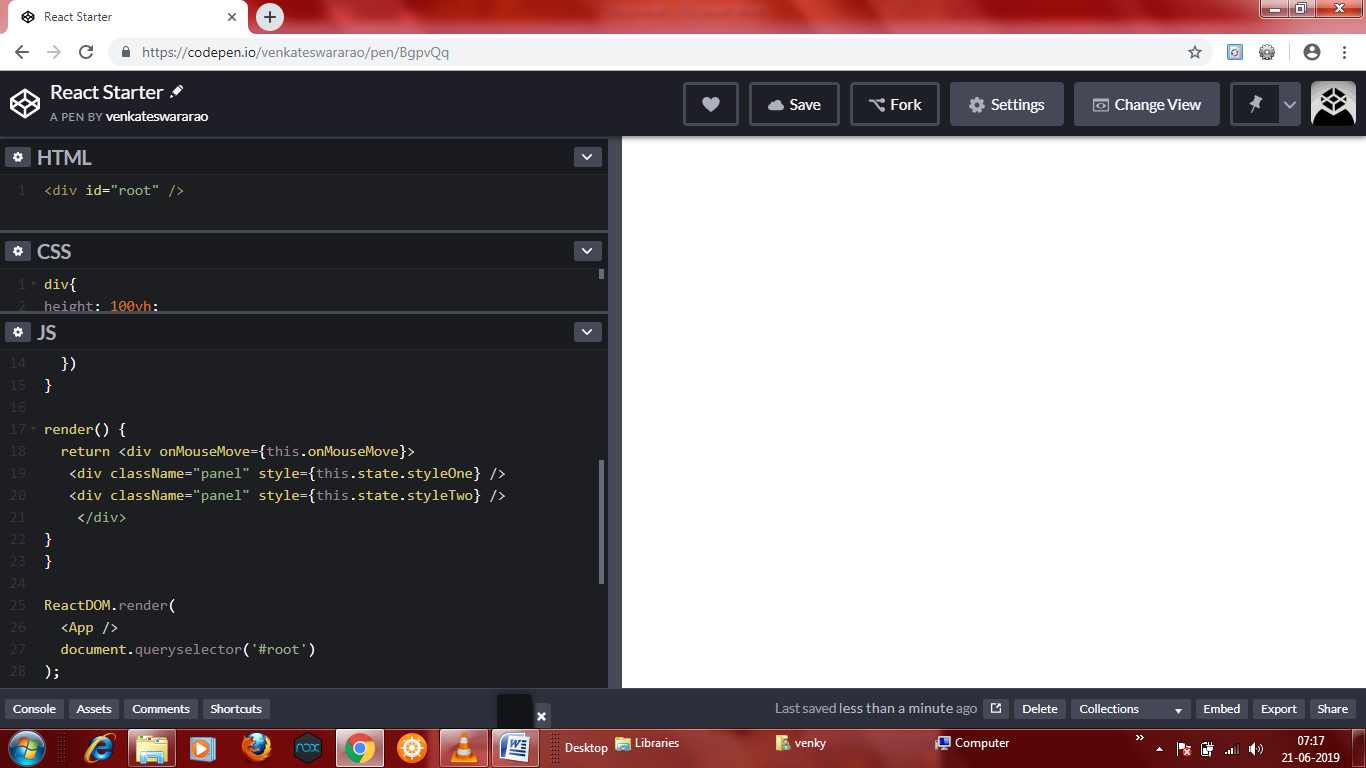 React Starter
https://codepen.io/venkateswararao/pen/BgpvQq
React Starter
A PEN BY venkateswararao
Save
Fork
Settings
Change View
HTML
1 <div id="root" />
CSS
1 div{
2 height: 100vh;
JS
14 })
15 }
16
17 render() {
18 return <div onMouseMove={this.onMouseMove}>
19 <div className="panel" style={this.state.styleOne} />
20 <div className="panel" style={this.state.styleTwo} />
21 </div>
22 }
23 }
24
25 ReactDOM.render(
26 <App />
27 document.queryselector('#root')
28 );
Console Assets Comments Shortcuts
Last saved less than a minute ago
Delete Collections Embed Export Share
nox
Desktop Libraries venky Computer
07:17
21-06-2019